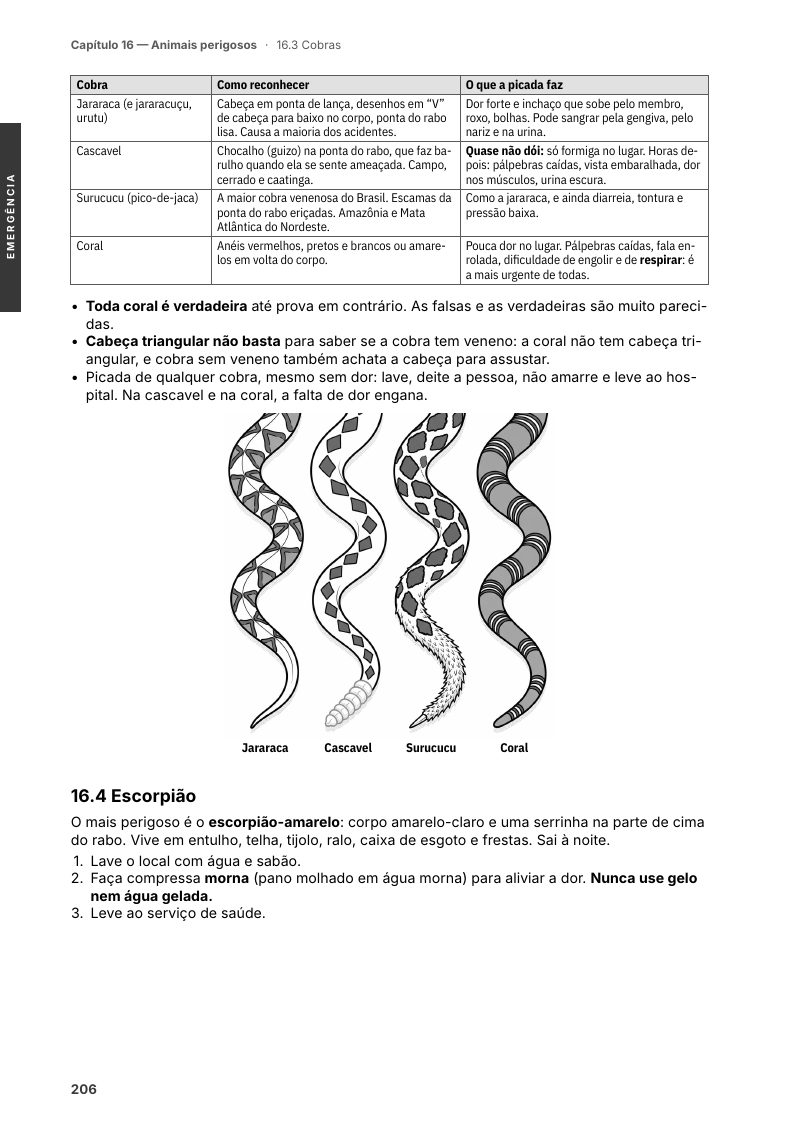 Capítulo 16 — Animais perigosos · 16.3 Cobras
EMERGÊNCIA
Cobra Como reconhecer O que a picada faz
Jararaca (e jararacuçu,
urutu)
Cabeça em ponta de lança, desenhos em “V”
de cabeça para baixo no corpo, ponta do rabo
lisa. Causa a maioria dos acidentes.
Dor forte e inchaço que sobe pelo membro,
roxo, bolhas. Pode sangrar pela gengiva, pelo
nariz e na urina.
Cascavel
Chocalho (guizo) na ponta do rabo, que faz ba-
rulho quando ela se sente ameaçada. Campo,
cerrado e caatinga.
Quase não dói: só formiga no lugar. Horas de-
pois: pálpebras caídas, vista embaralhada, dor
nos músculos, urina escura.
Surucucu (pico-de-jaca)
A maior cobra venenosa do Brasil. Escamas da
ponta do rabo eriçadas. Amazônia e Mata
Atlântica do Nordeste.
Como a jararaca, e ainda diarreia, tontura e
pressão baixa.
Coral
Anéis vermelhos, pretos e brancos ou amare-
los em volta do corpo.
Pouca dor no lugar. Pálpebras caídas, fala en-
rolada, dificuldade de engolir e de respirar: é
a mais urgente de todas.
• Toda coral é verdadeira até prova em contrário. As falsas e as verdadeiras são muito pareci-
das.
• Cabeça triangular não basta para saber se a cobra tem veneno: a coral não tem cabeça tri-
angular, e cobra sem veneno também achata a cabeça para assustar.
• Picada de qualquer cobra, mesmo sem dor: lave, deite a pessoa, não amarre e leve ao hos-
pital. Na cascavel e na coral, a falta de dor engana.
Jararaca Cascavel Surucucu Coral
16.4 Escorpião
O mais perigoso é o escorpião-amarelo: corpo amarelo-claro e uma serrinha na parte de cima
do rabo. Vive em entulho, telha, tijolo, ralo, caixa de esgoto e frestas. Sai à noite.
1. Lave o local com água e sabão.
2. Faça compressa morna (pano molhado em água morna) para aliviar a dor. Nunca use gelo
nem água gelada.
3. Leve ao serviço de saúde.
206